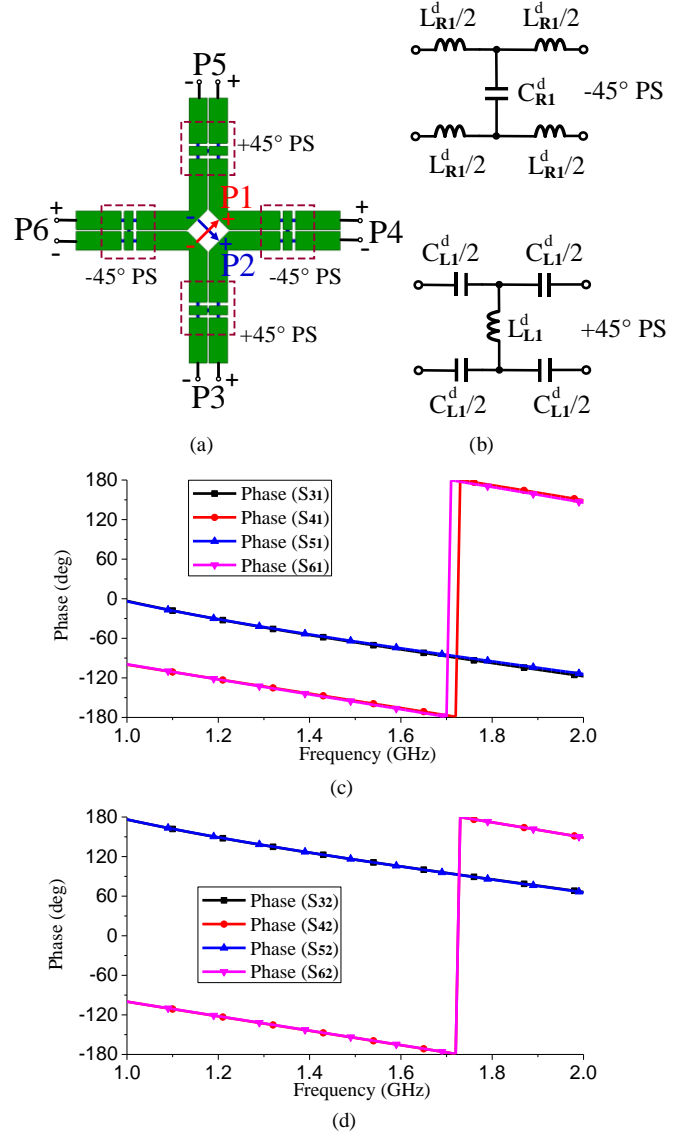 P5
- +
+45° PS
P1
+
P6
-
+
-
+
-
P4
+
-
P2
-45° PS
-45° PS
+45° PS
- +
P3
(a)
L^d_R1/2 L^d_R1/2
C^d_R1
-45° PS
L^d_R1/2 L^d_R1/2
C^d_L1/2 C^d_L1/2
L^d_L1
+45° PS
C^d_L1/2 C^d_L1/2
(b)
Phase (deg)
180
120
60
0
-60
-120
-180
Phase (S31)
Phase (S41)
Phase (S51)
Phase (S61)
1.0 1.2 1.4 1.6 1.8 2.0
Frequency (GHz)
(c)
Phase (deg)
180
120
60
0
-60
-120
-180
Phase (S32)
Phase (S42)
Phase (S52)
Phase (S62)
1.0 1.2 1.4 1.6 1.8 2.0
Frequency (GHz)
(d)